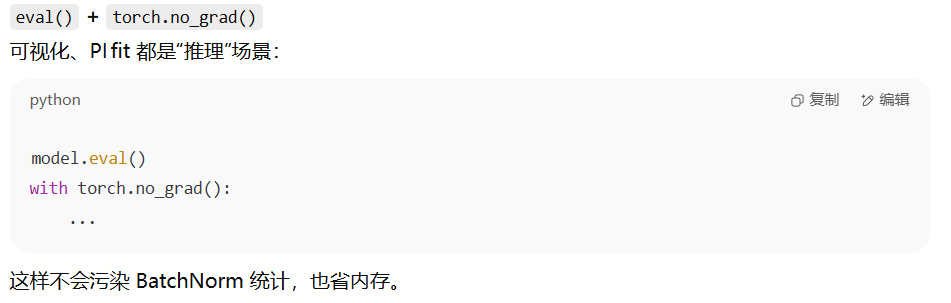 eval() + torch.no_grad()
可视化、PI fit 都是“推理”场景：
python 复制 编辑
model.eval()
with torch.no_grad():
    ...
这样不会污染 BatchNorm 统计，也省内存。